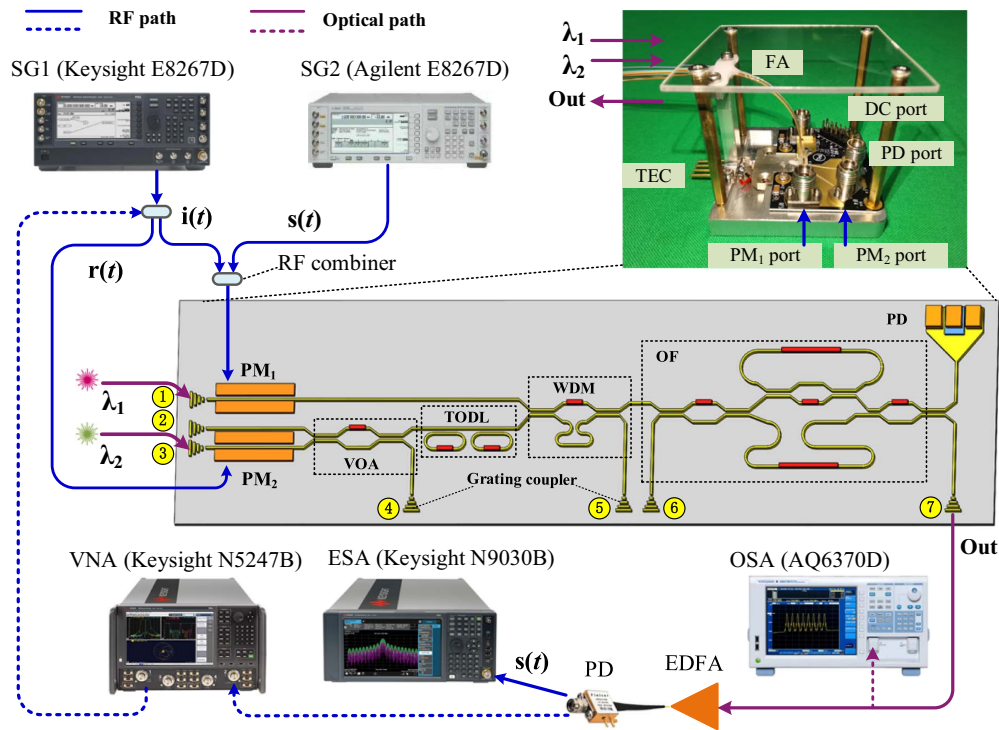 RF path
Optical path
SG1 (Keysight E8267D)
SG2 (Agilent E8267D)
λ1
λ2
Out
FA
DC port
PD port
TEC
PM1 port
PM2 port
i(t)
s(t)
r(t)
RF combiner
PD
OF
WDM
PM1
λ1
1
2
TODL
λ2
3
VOA
PM2
Grating coupler
4
5
6
7
Out
VNA (Keysight N5247B)
ESA (Keysight N9030B)
OSA (AQ6370D)
s(t)
PD
EDFA